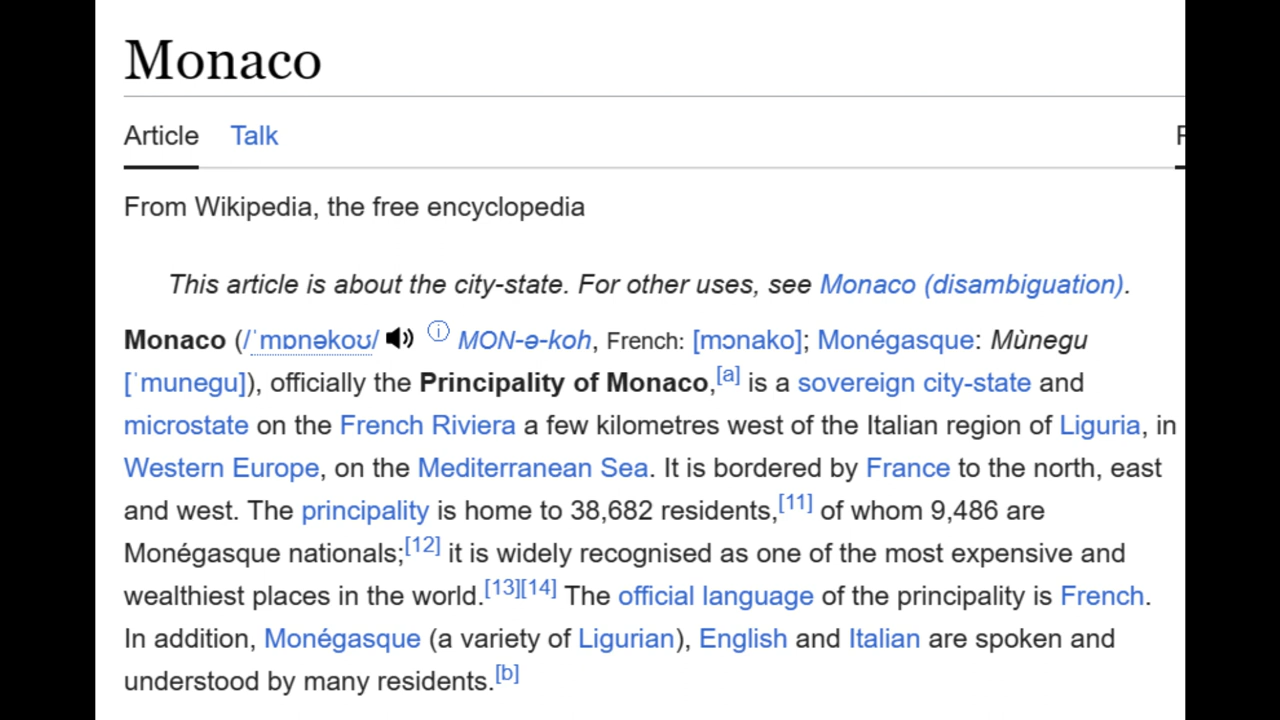 Monaco
Article Talk
From Wikipedia, the free encyclopedia
This article is about the city-state. For other uses, see Monaco (disambiguation).
Monaco (/ˈmɒnəkoʊ/ ⓘ MON-ə-koh, French: [mɔnako]; Monégasque: Mùnegu
[ˈmunegu]), officially the Principality of Monaco,[a] is a sovereign city-state and
microstate on the French Riviera a few kilometres west of the Italian region of Liguria, in
Western Europe, on the Mediterranean Sea. It is bordered by France to the north, east
and west. The principality is home to 38,682 residents,[11] of whom 9,486 are
Monégasque nationals;[12] it is widely recognised as one of the most expensive and
wealthiest places in the world.[13][14] The official language of the principality is French.
In addition, Monégasque (a variety of Ligurian), English and Italian are spoken and
understood by many residents.[b]